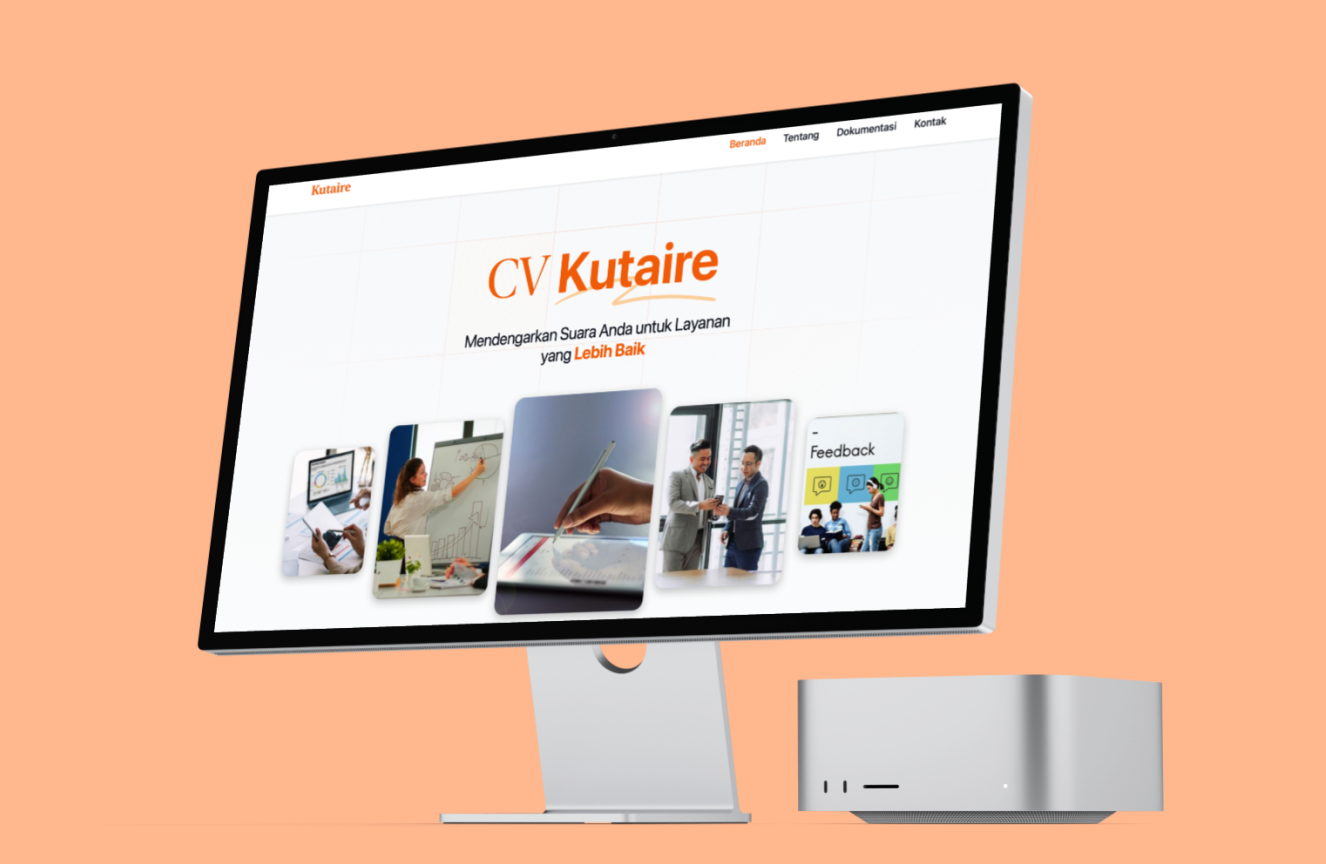 Kutaire
Beranda Tentang Dokumentasi Kontak
CV Kutaire
Mendengarkan Suara Anda untuk Layanan
yang Lebih Baik
Feedback